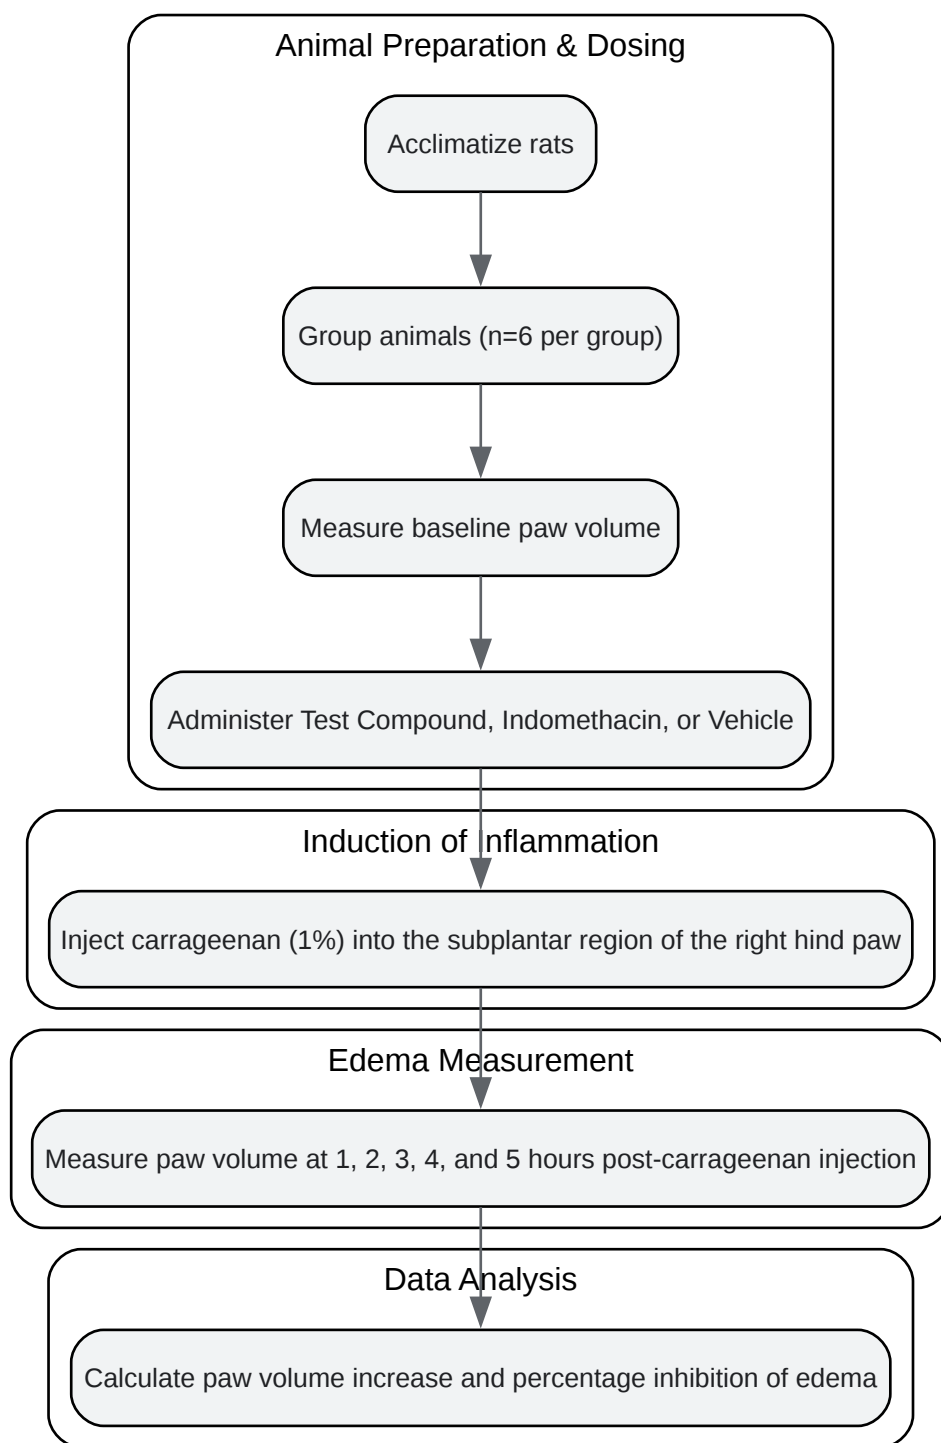 Animal Preparation & Dosing
Acclimatize rats
Group animals (n=6 per group)
Measure baseline paw volume
Administer Test Compound, Indomethacin, or Vehicle
Induction of Inflammation
Inject carrageenan (1%) into the subplantar region of the right hind paw
Edema Measurement
Measure paw volume at 1, 2, 3, 4, and 5 hours post-carrageenan injection
Data Analysis
Calculate paw volume increase and percentage inhibition of edema